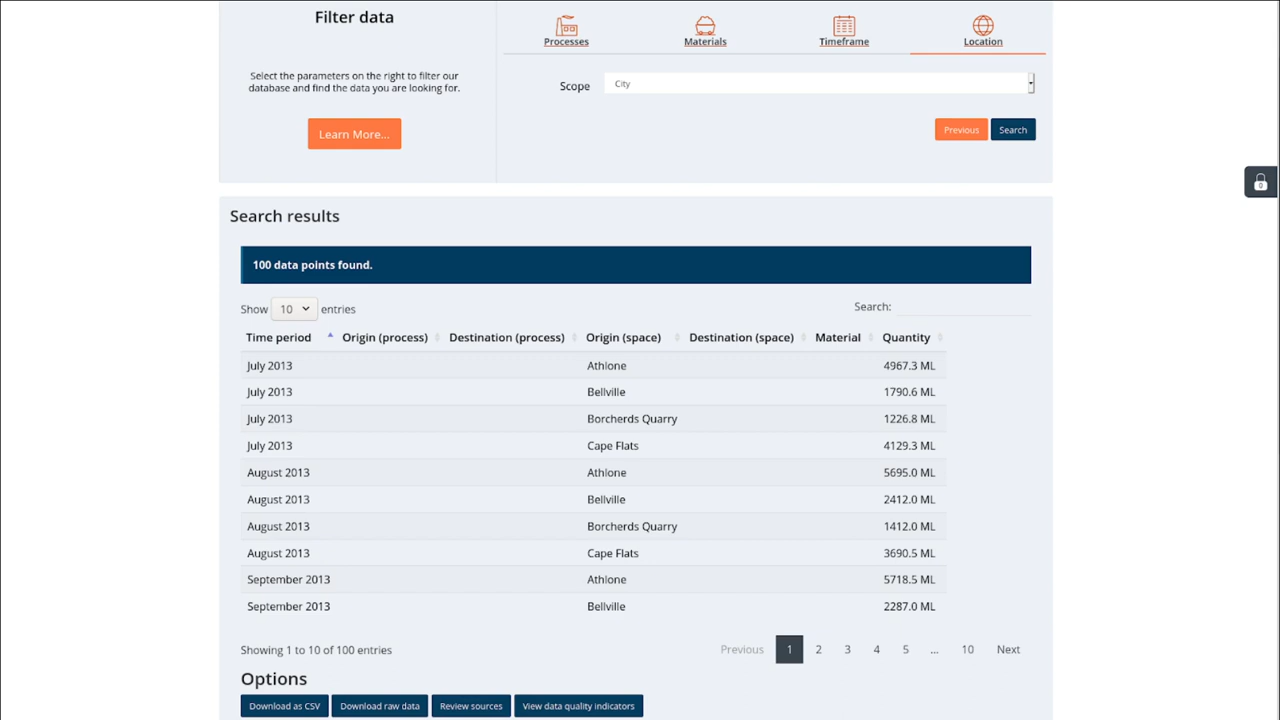 Filter data
Select the parameters on the right to filter our
database and find the data you are looking for.
Learn More...
Processes Materials Timeframe Location
Scope City
Previous Search
0
Search results
100 data points found.
Show 10 entries Search:
Time period Origin (process) Destination (process) Origin (space) Destination (space) Material Quantity
July 2013 Athlone 4967.3 ML
July 2013 Bellville 1790.6 ML
July 2013 Borcherds Quarry 1226.8 ML
July 2013 Cape Flats 4129.3 ML
August 2013 Athlone 5695.0 ML
August 2013 Bellville 2412.0 ML
August 2013 Borcherds Quarry 1412.0 ML
August 2013 Cape Flats 3690.5 ML
September 2013 Athlone 5718.5 ML
September 2013 Bellville 2287.0 ML
Showing 1 to 10 of 100 entries Previous 1 2 3 4 5 ... 10 Next
Options
Download as CSV Download raw data Review sources View data quality indicators